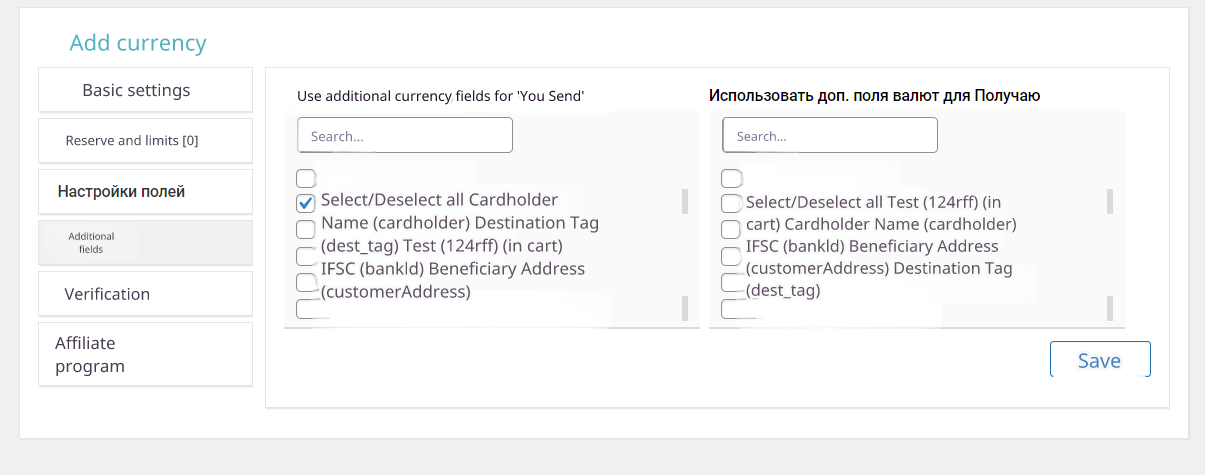 Add currency
Basic settings
Reserve and limits [0]
Настройки полей
Additional
fields
Verification
Affiliate
program
Use additional currency fields for 'You Send'
Search...
Select/Deselect all Cardholder
Name (cardholder) Destination Tag
(dest_tag) Test (124rff) (in cart)
IFSC (bankId) Beneficiary Address
(customerAddress)
Использовать доп. поля валют для Получаю
Search...
Select/Deselect all Test (124rff) (in
cart) Cardholder Name (cardholder)
IFSC (bankId) Beneficiary Address
(customerAddress) Destination Tag
(dest_tag)
Save